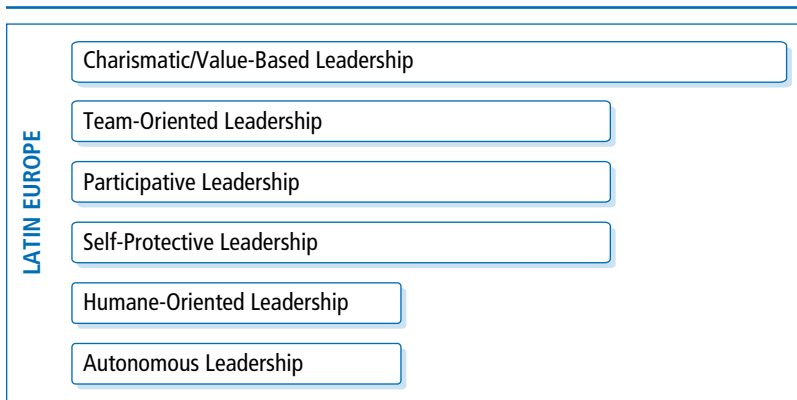 LATIN EUROPE
Charismatic/Value-Based Leadership
Team-Oriented Leadership
Participative Leadership
Self-Protective Leadership
Humane-Oriented Leadership
Autonomous Leadership